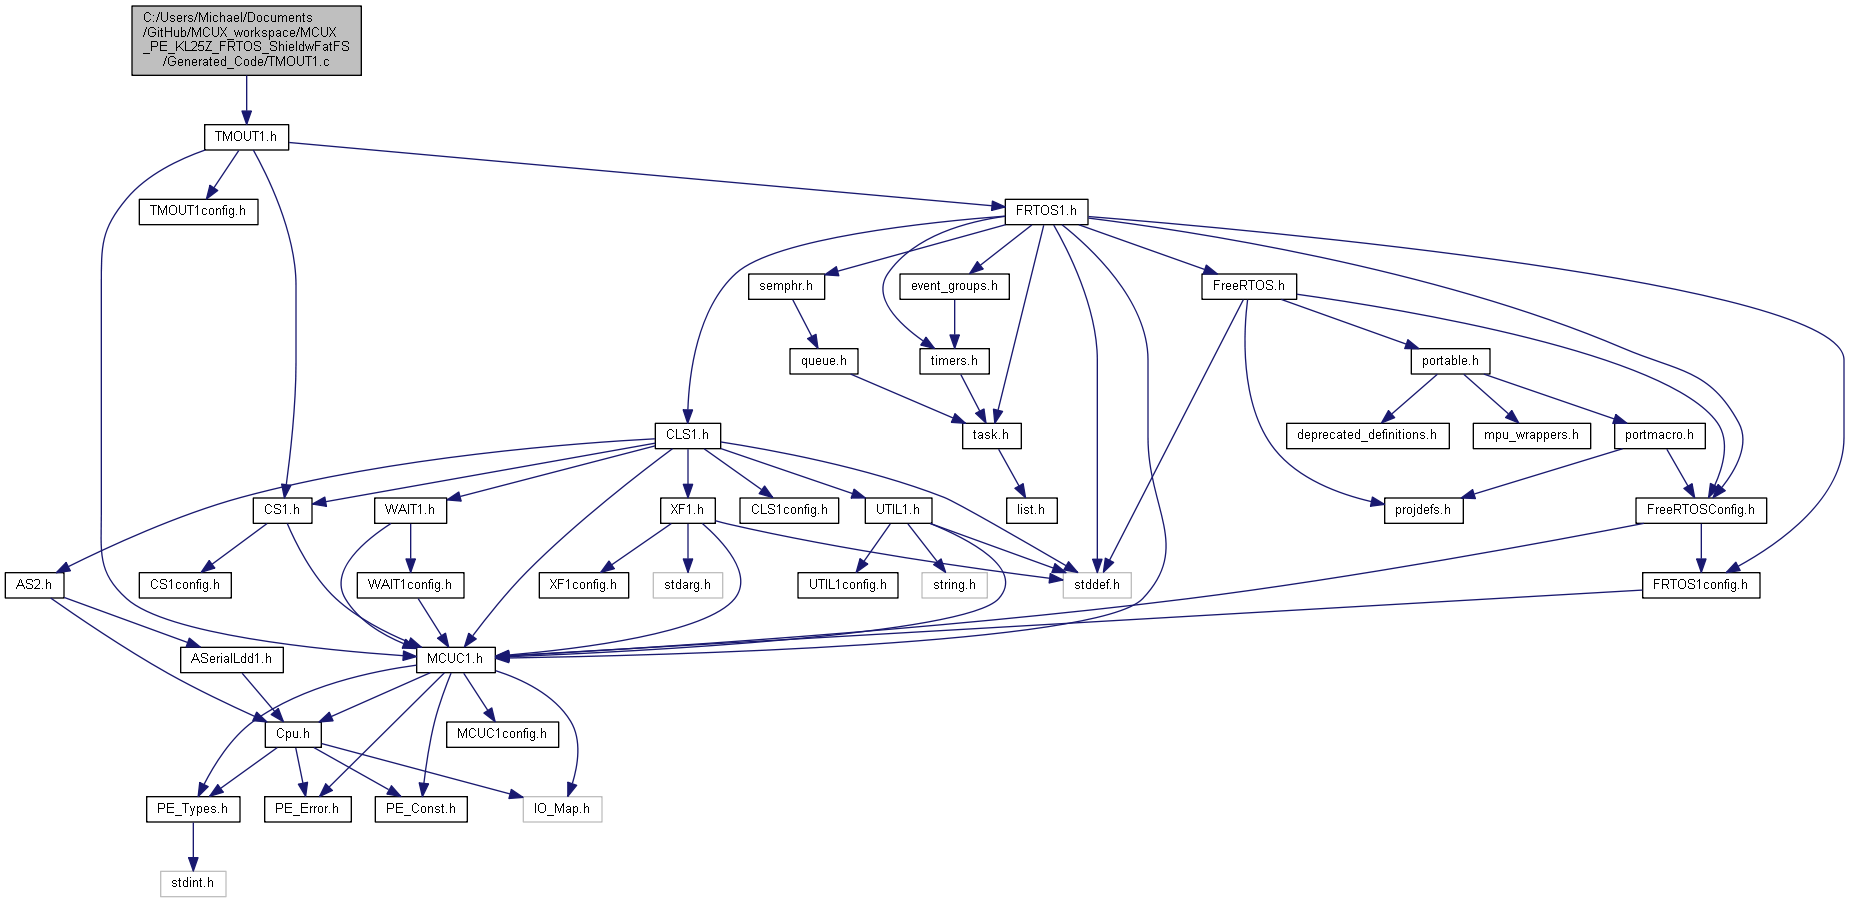 C:/Users/Michael/Documents
/GitHub/MCUX_workspace/MCUX
_PE_KL25Z_FRTOS_ShieldwFatFS
/Generated_Code/TMOUT1.c
TMOUT1.h
TMOUT1config.h
FRTOS1.h
semphr.h
event_groups.h
FreeRTOS.h
queue.h
timers.h
portable.h
CLS1.h
task.h
deprecated_definitions.h
mpu_wrappers.h
portmacro.h
CS1.h
WAIT1.h
XF1.h
CLS1config.h
UTIL1.h
list.h
projdefs.h
FreeRTOSConfig.h
AS2.h
CS1config.h
WAIT1config.h
XF1config.h
stdarg.h
UTIL1config.h
string.h
stddef.h
FRTOS1config.h
ASerialLdd1.h
MCUC1.h
Cpu.h
MCUC1config.h
PE_Types.h
PE_Error.h
PE_Const.h
IO_Map.h
stdint.h